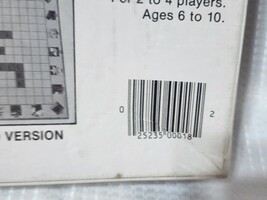 For 2 to 4 players.
Ages 6 to 10.
0 25235 00018 2
VERSION